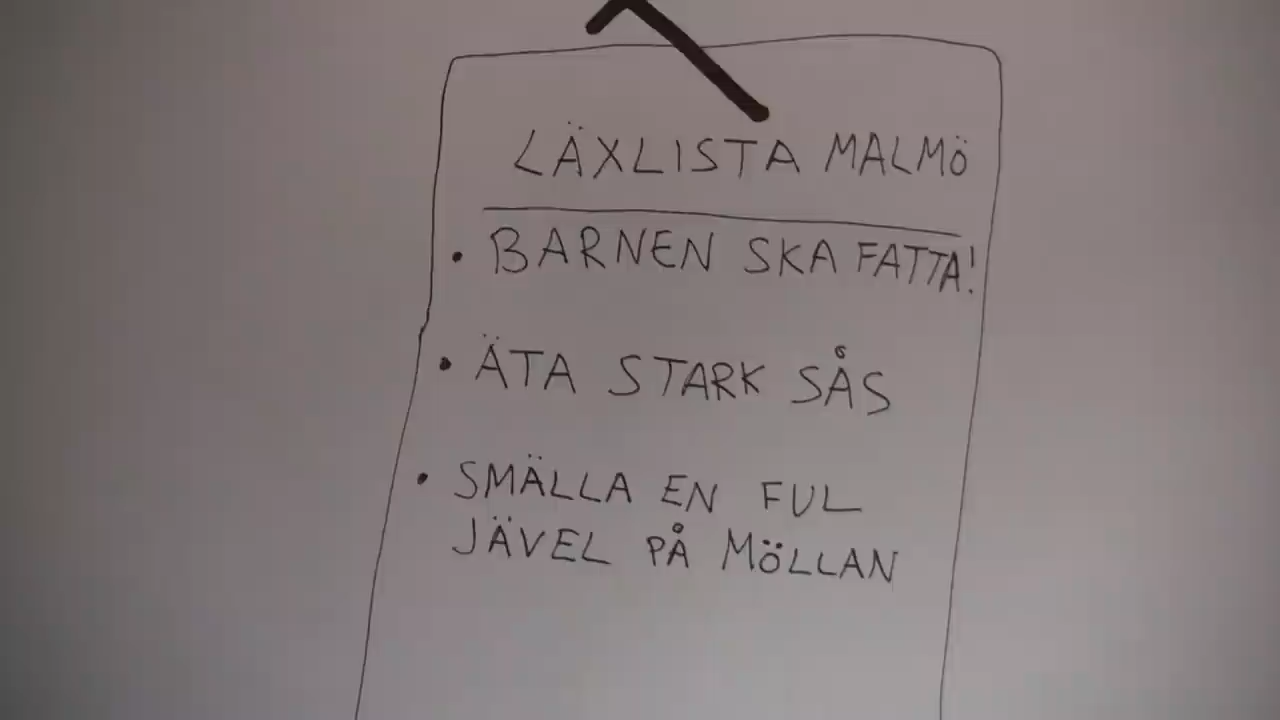 LÄXLISTA MALMÖ
• BARNEN SKA FATTA!
• ÄTA STARK SÅS
• SMÄLLA EN FUL
JÄVEL PÅ MÖLLAN